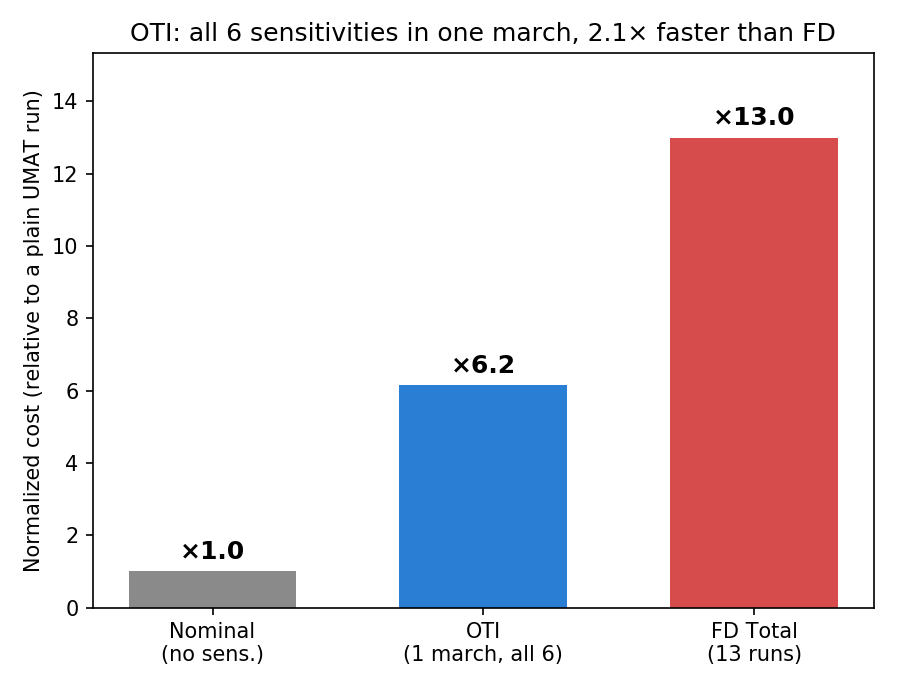 OTI: all 6 sensitivities in one march, 2.1× faster than FD
Normalized cost (relative to a plain UMAT run)
14
12
10
8
6
4
2
0
×1.0
×6.2
×13.0
Nominal
(no sens.)
OTI
(1 march, all 6)
FD Total
(13 runs)